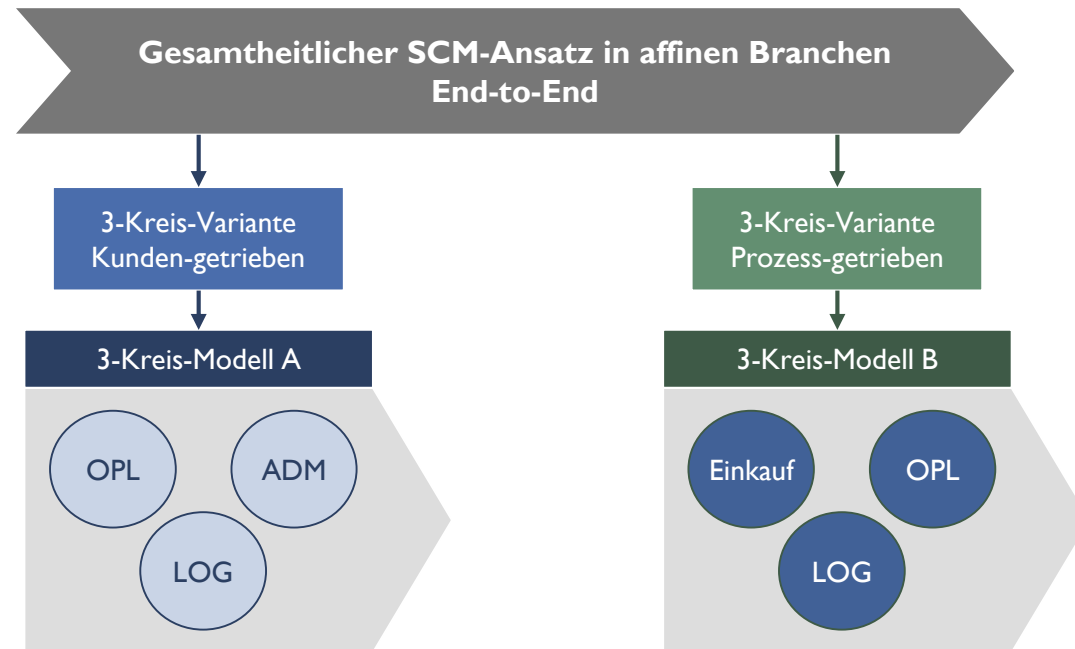 Gesamtheitlicher SCM-Ansatz in affinen Branchen
End-to-End
3-Kreis-Variante
Kunden-getrieben
3-Kreis-Variante
Prozess-getrieben
3-Kreis-Modell A
3-Kreis-Modell B
OPL
ADM
LOG
Einkauf
OPL
LOG